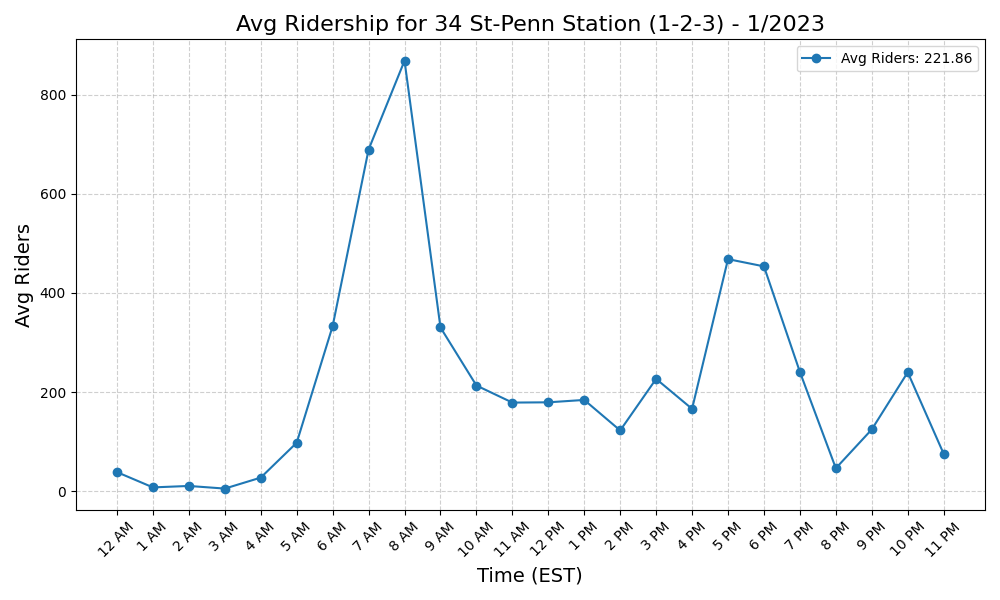 Avg Ridership for 34 St-Penn Station (1-2-3) - 1/2023
Avg Riders: 221.86
Avg Riders
800
600
400
200
0
12 AM
1 AM
2 AM
3 AM
4 AM
5 AM
6 AM
7 AM
8 AM
9 AM
10 AM
11 AM
12 PM
1 PM
2 PM
3 PM
4 PM
5 PM
6 PM
7 PM
8 PM
9 PM
10 PM
11 PM
Time (EST)